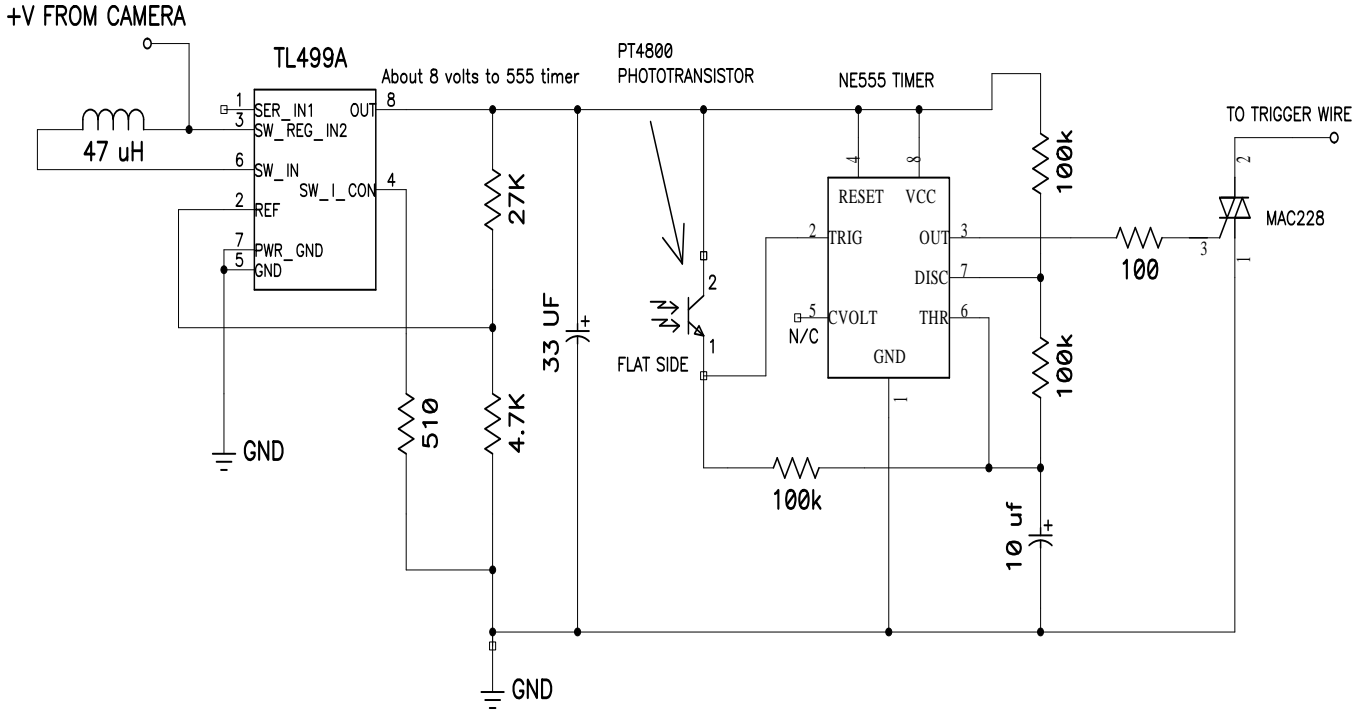 +V FROM CAMERA
TL499A
About 8 volts to 555 timer
PT4800
PHOTOTRANSISTOR
NE555 TIMER
TO TRIGGER WIRE
1 SER_IN1 OUT 8
3 SW_REG_IN2
47 uH
6 SW_IN
SW_I_CON 4
2 REF
7 PWR_GND
5 GND
27K
33 UF
+
510
4.7K
GND
GND
2
1
FLAT SIDE
4
8
RESET VCC
2 TRIG OUT 3
DISC 7
5 CVOLT THR 6
N/C
GND
1
100k
100k
100k
10 uf
+
100
2
MAC228
3
1